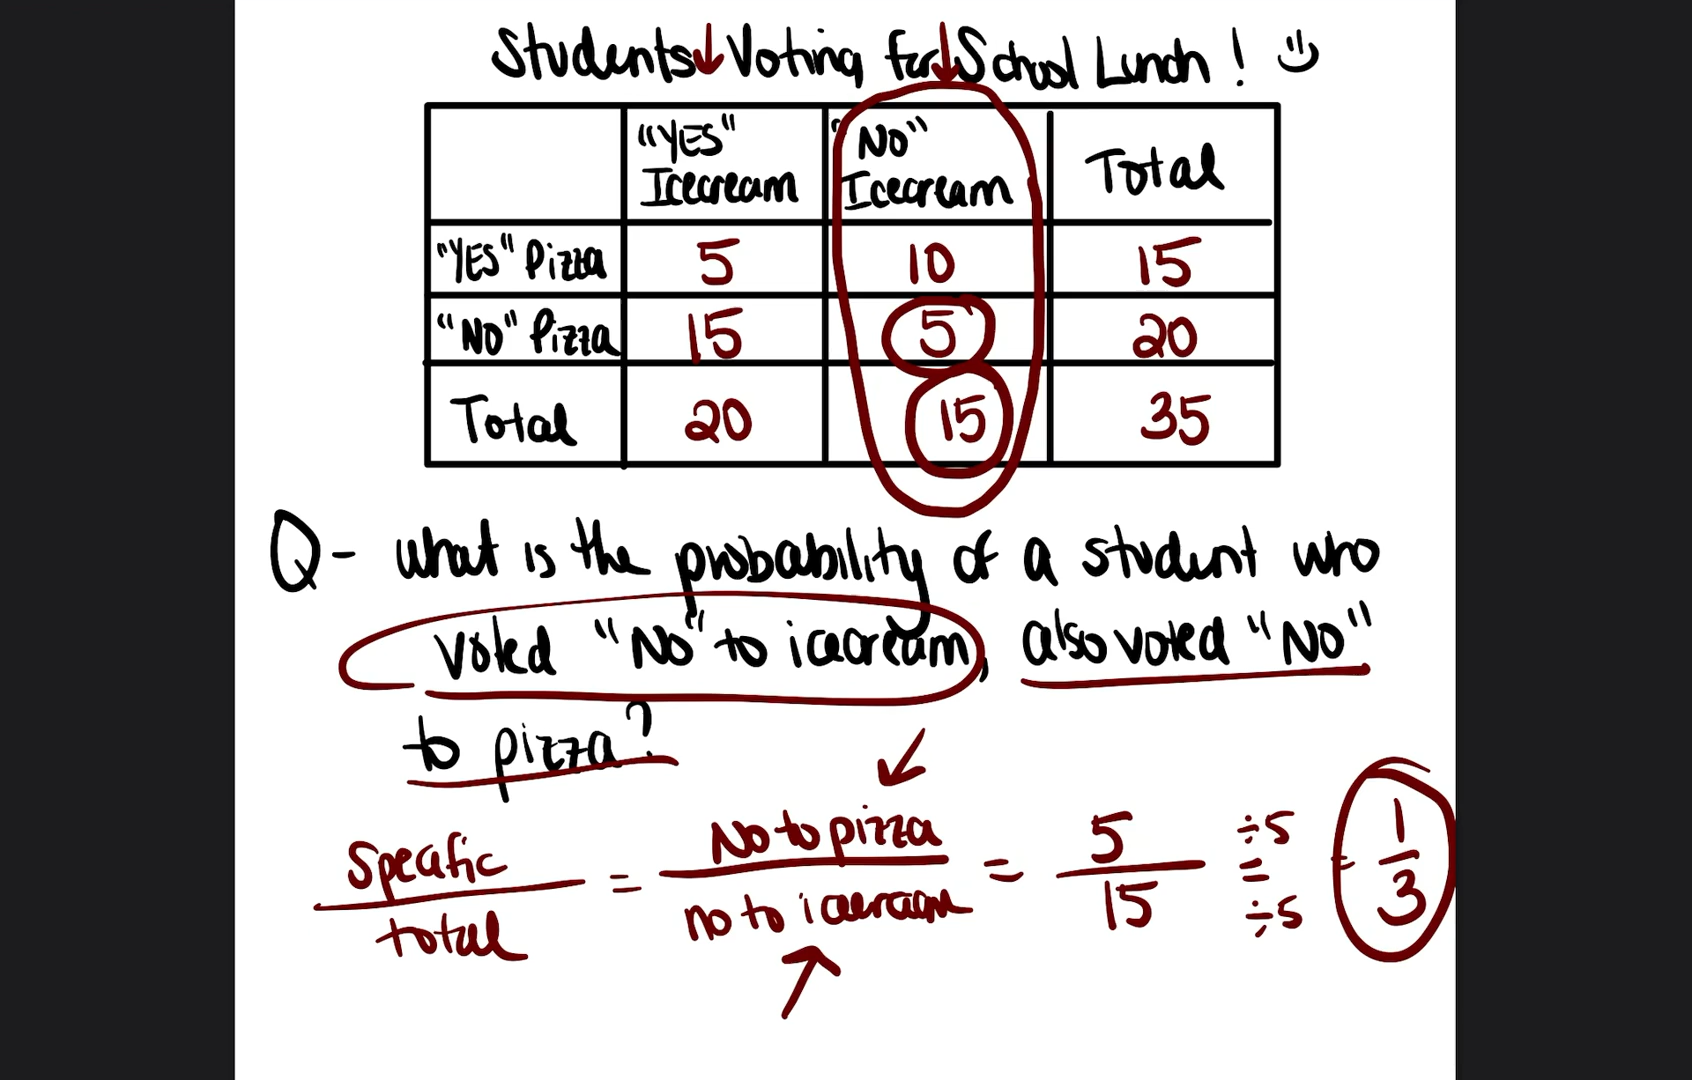 Students Voting for School Lunch! :)
"YES" Icecream "NO" Icecream Total
"YES" Pizza 5 10 15
"NO" Pizza 15 5 20
Total 20 15 35
Q- what is the probability of a student who
voted "No" to icecream, also voted "NO"
to pizza?
Specific/total = No to pizza/no to icecream = 5/15 ÷5 = ÷5 = 1/3